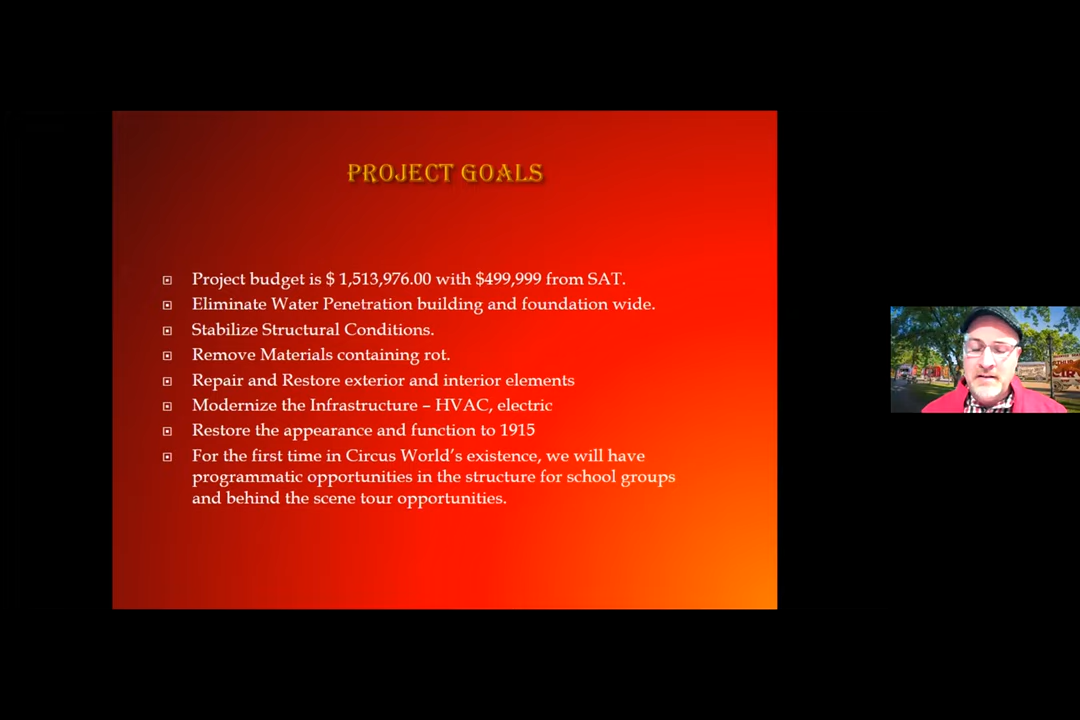 PROJECT GOALS
Project budget is $ 1,513,976.00 with $499,999 from SAT.
Eliminate Water Penetration building and foundation wide.
Stabilize Structural Conditions.
Remove Materials containing rot.
Repair and Restore exterior and interior elements
Modernize the Infrastructure – HVAC, electric
Restore the appearance and function to 1915
For the first time in Circus World's existence, we will have
programmatic opportunities in the structure for school groups
and behind the scene tour opportunities.